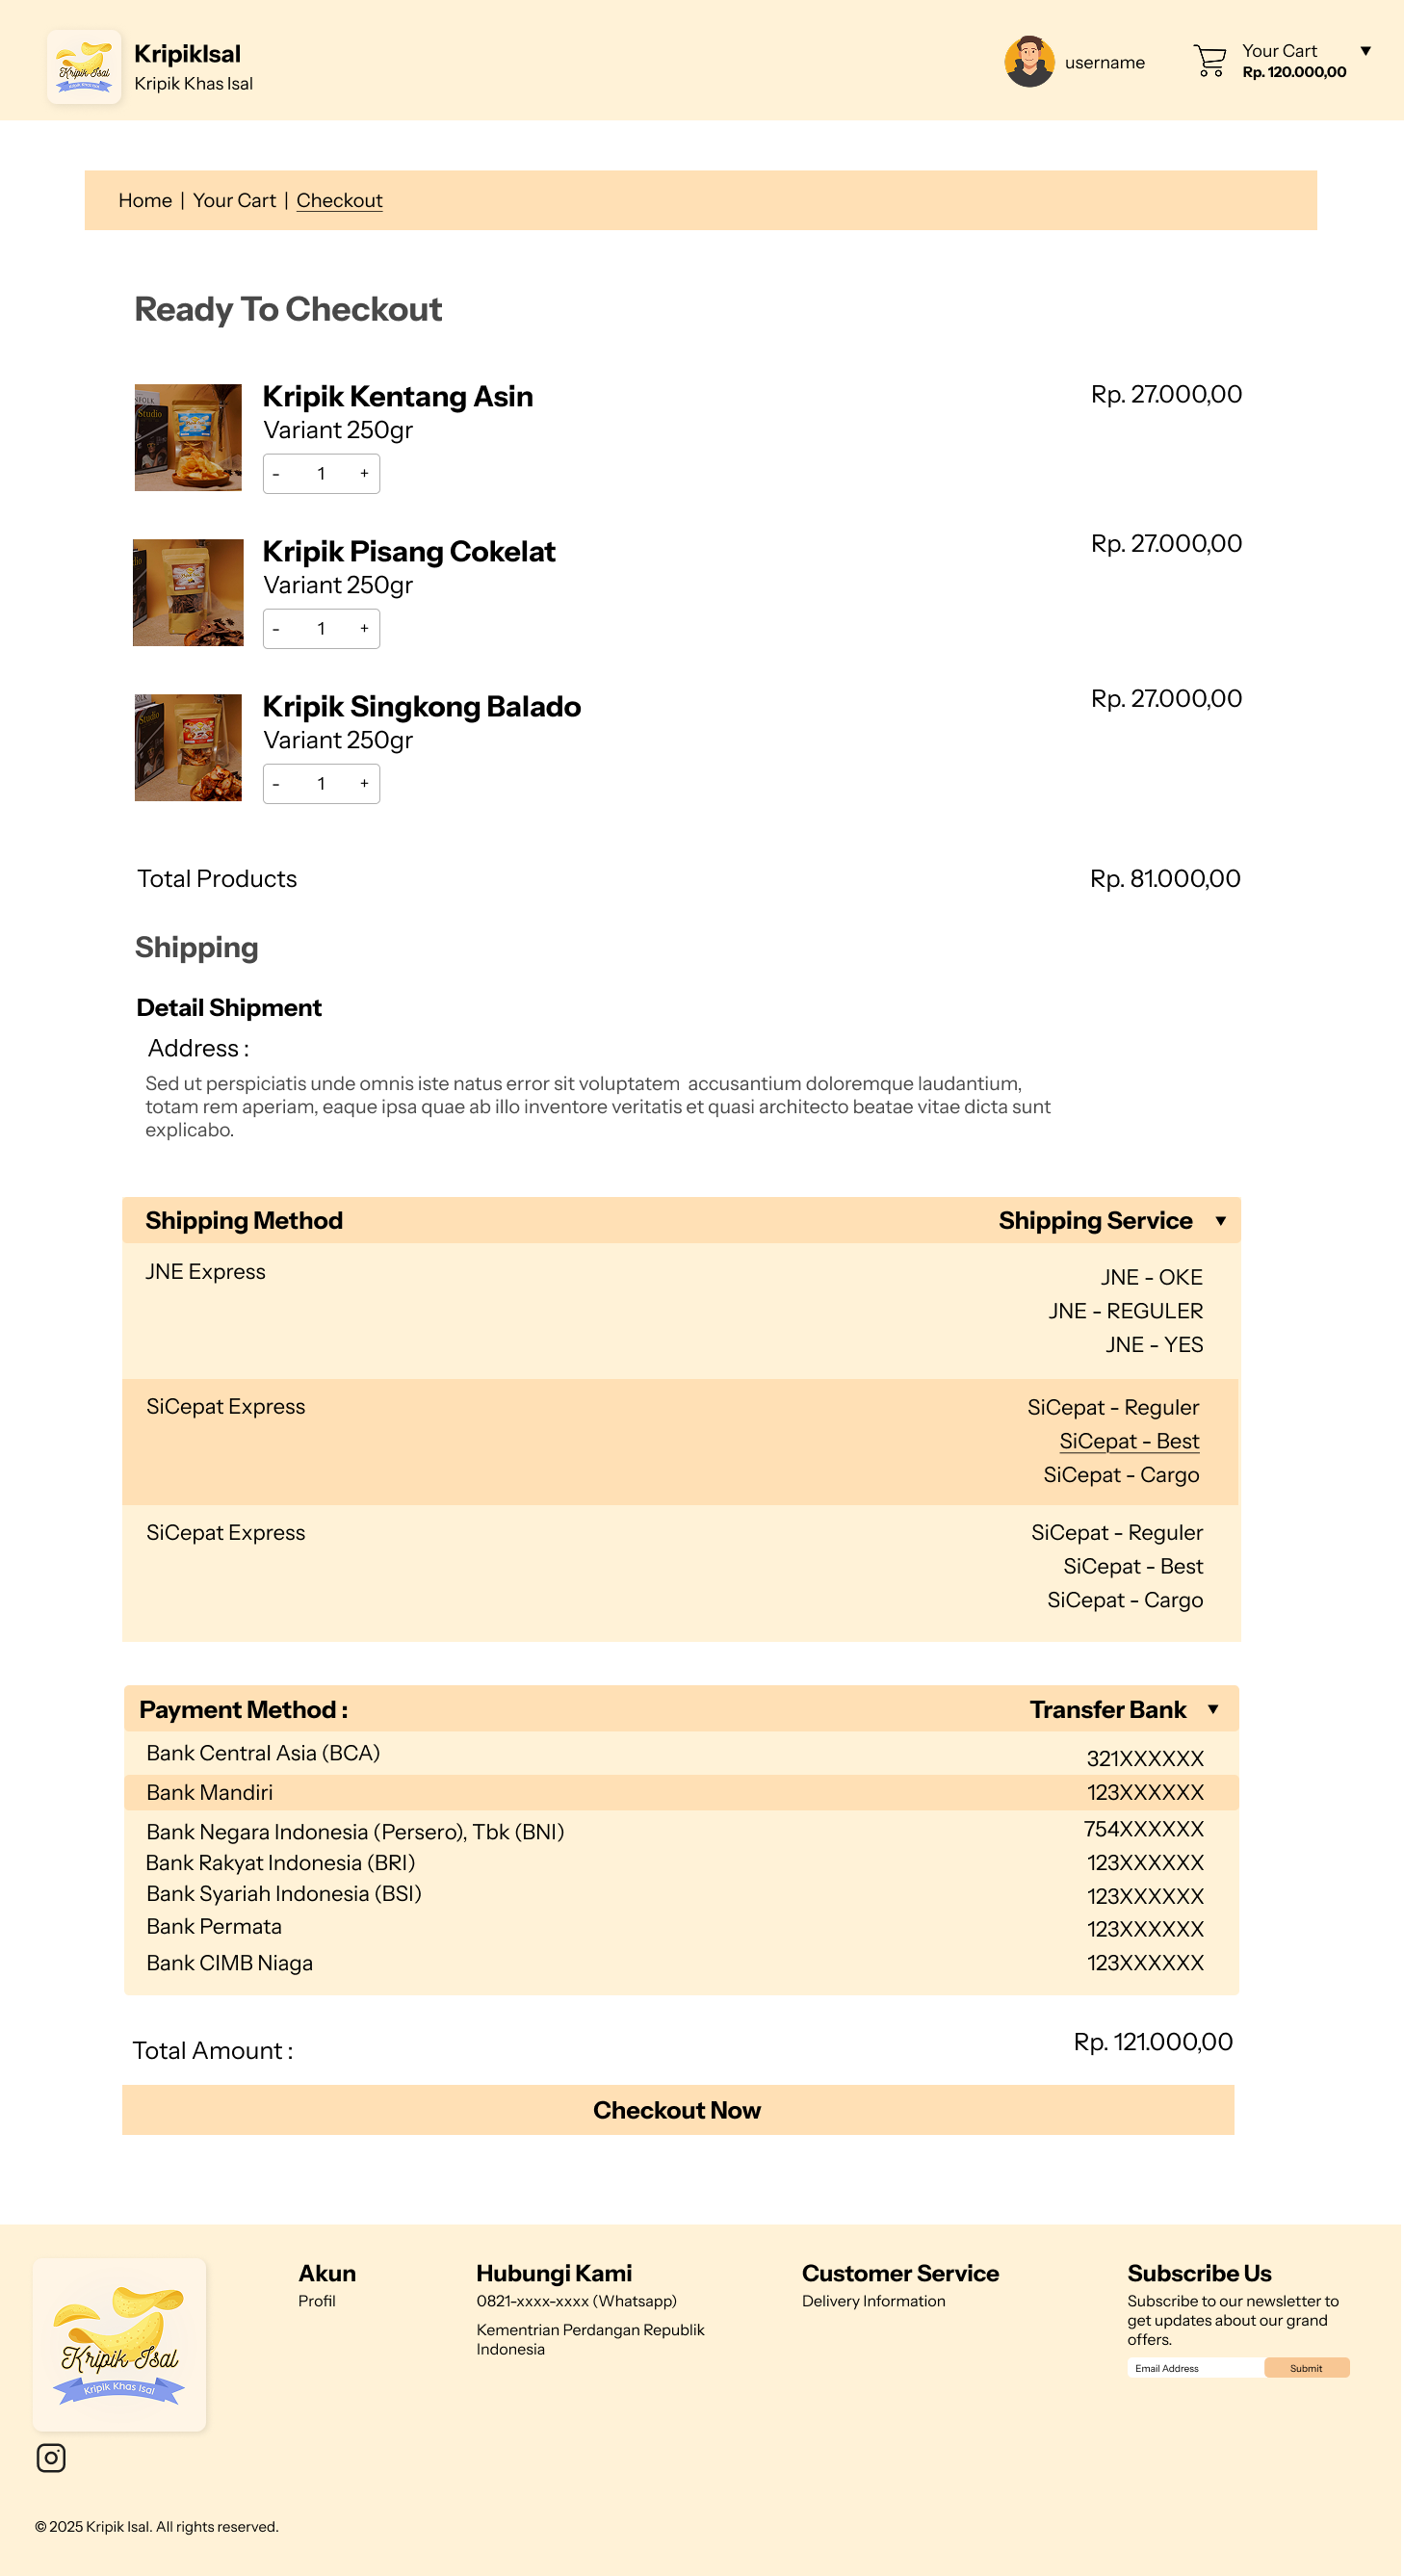 Kripik Isal
Kripik Khas Isal
KripikIsal
Kripik Khas Isal
username
Your Cart ▼
Rp. 120.000,00
Home | Your Cart | Checkout
Ready To Checkout
Studio
Kripik Kentang Asin
Rp. 27.000,00
Variant 250gr
- 1 +
Kripik Pisang Cokelat
Rp. 27.000,00
Variant 250gr
- 1 +
Studio
Kripik Singkong Balado
Rp. 27.000,00
Variant 250gr
- 1 +
Total Products
Rp. 81.000,00
Shipping
Detail Shipment
Address :
Sed ut perspiciatis unde omnis iste natus error sit voluptatem accusantium doloremque laudantium,
totam rem aperiam, eaque ipsa quae ab illo inventore veritatis et quasi architecto beatae vitae dicta sunt
explicabo.
Shipping Method
Shipping Service ▼
JNE Express
JNE - OKE
JNE - REGULER
JNE - YES
SiCepat Express
SiCepat - Reguler
SiCepat - Best
SiCepat - Cargo
SiCepat Express
SiCepat - Reguler
SiCepat - Best
SiCepat - Cargo
Payment Method :
Transfer Bank ▼
Bank Central Asia (BCA)
321XXXXXX
Bank Mandiri
123XXXXXX
Bank Negara Indonesia (Persero), Tbk (BNI)
754XXXXXX
Bank Rakyat Indonesia (BRI)
123XXXXXX
Bank Syariah Indonesia (BSI)
123XXXXXX
Bank Permata
123XXXXXX
Bank CIMB Niaga
123XXXXXX
Total Amount :
Rp. 121.000,00
Checkout Now
Kripik Isal
Kripik Khas Isal
Akun
Profil
Hubungi Kami
0821-xxxx-xxxx (Whatsapp)
Kementrian Perdangan Republik
Indonesia
Customer Service
Delivery Information
Subscribe Us
Subscribe to our newsletter to
get updates about our grand
offers.
Email Address
Submit
© 2025 Kripik Isal. All rights reserved.